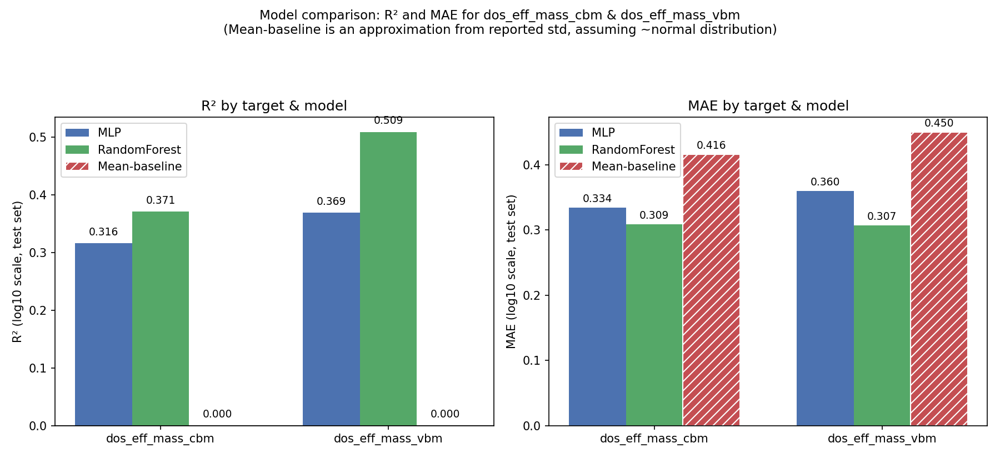 Model comparison: R² and MAE for dos_eff_mass_cbm & dos_eff_mass_vbm
(Mean-baseline is an approximation from reported std, assuming ~normal distribution)
R² by target & model
MLP
RandomForest
Mean-baseline
0.316
0.371
0.000
0.369
0.509
0.000
0.5
0.4
0.3
0.2
0.1
0.0
R² (log10 scale, test set)
dos_eff_mass_cbm
dos_eff_mass_vbm
MAE by target & model
MLP
RandomForest
Mean-baseline
0.334
0.309
0.416
0.360
0.307
0.450
0.4
0.3
0.2
0.1
0.0
MAE (log10 scale, test set)
dos_eff_mass_cbm
dos_eff_mass_vbm